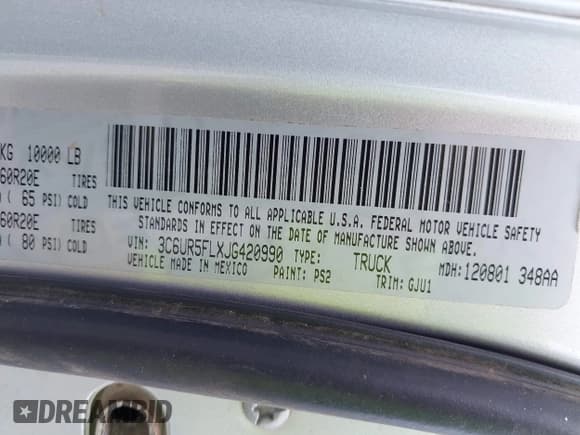 KG 10000 LB
60R20E TIRES
( 65 PSI) COLD
60R20E TIRES
( 80 PSI) COLD
THIS VEHICLE CONFORMS TO ALL APPLICABLE U.S.A. FEDERAL MOTOR VEHICLE SAFETY
STANDARDS IN EFFECT ON THE DATE OF MANUFACTURE SHOWN ABOVE.
VIN: 3C6UR5FLXJG420990 TYPE: TRUCK MDH: 120801 348AA
VEHICLE MADE IN MEXICO PAINT: PS2 TRIM: GJU1
DREAMBID